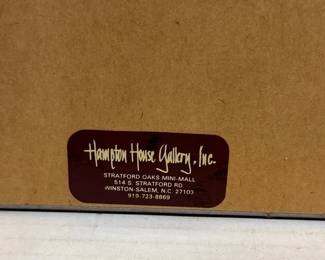 Hampton House Gallery, Inc.
STRATFORD OAKS MINI-MALL
514 S. STRATFORD RD
WINSTON-SALEM, N.C. 27103
919-723-8869